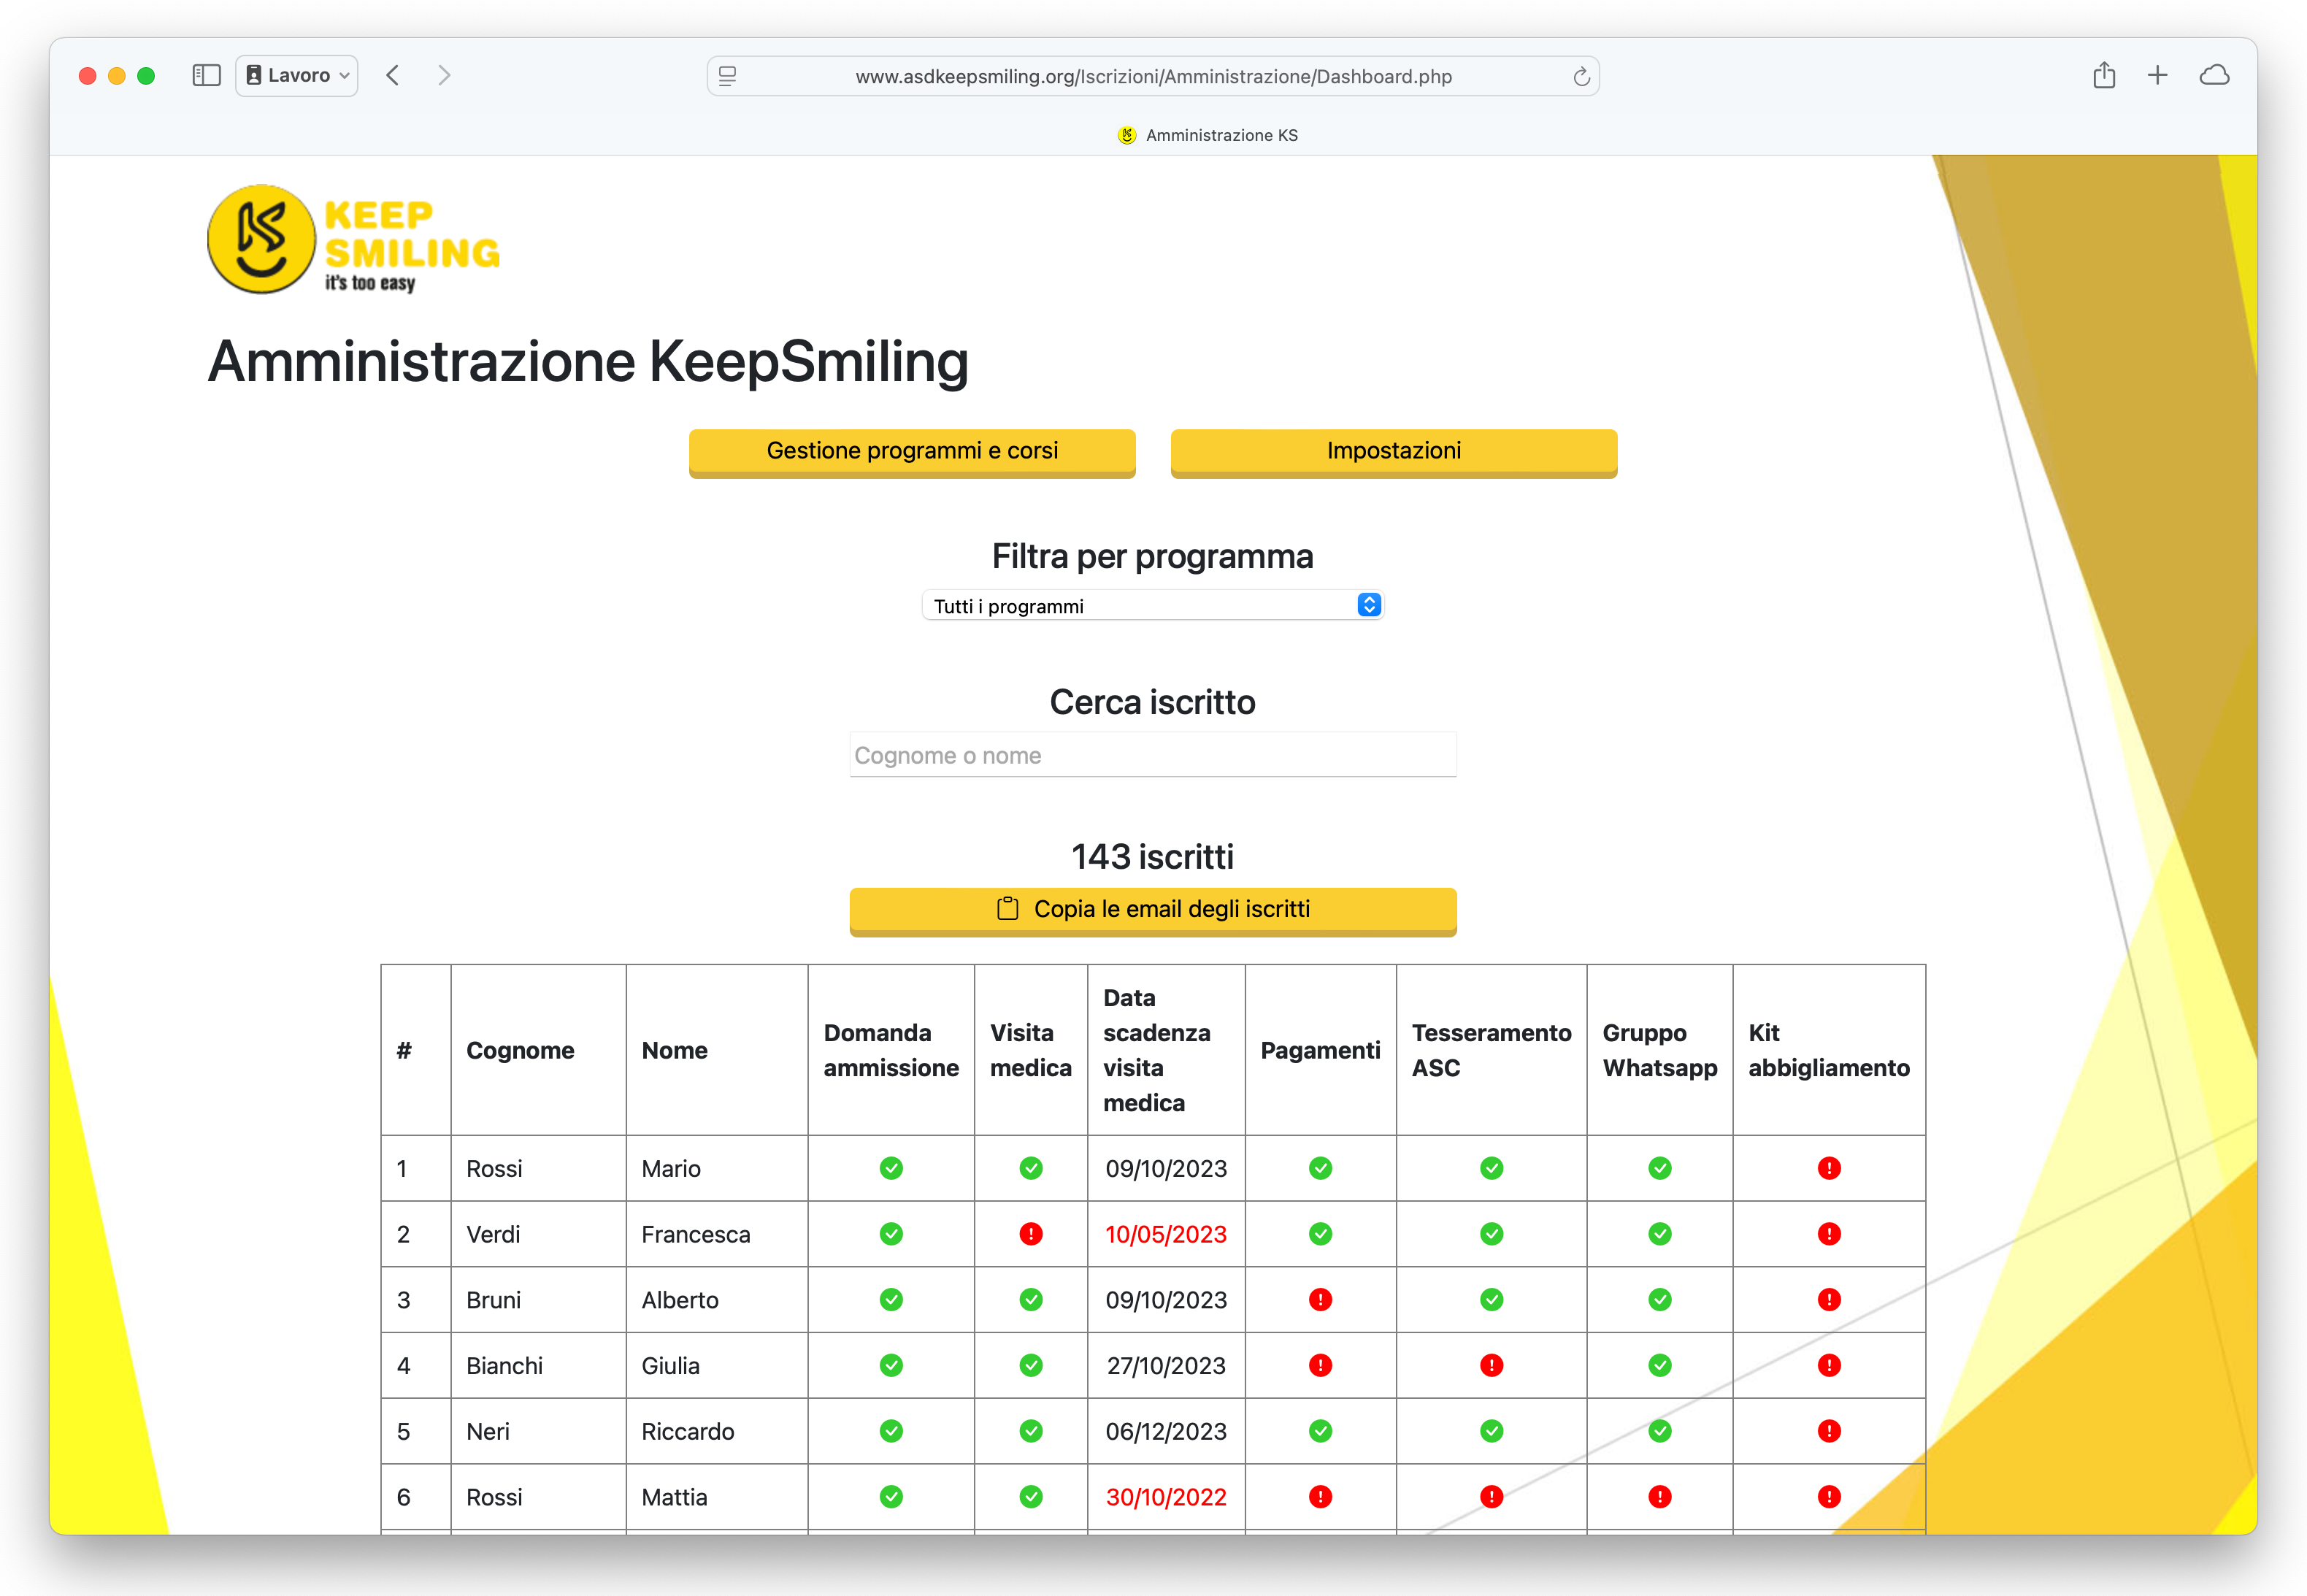 Lavoro
www.asdkeepsmiling.org/Iscrizioni/Amministrazione/Dashboard.php
Amministrazione KS
KEEP
SMILING
it's too easy
Amministrazione KeepSmiling
Gestione programmi e corsi
Impostazioni
Filtra per programma
Tutti i programmi
Cerca iscritto
Cognome o nome
143 iscritti
Copia le email degli iscritti
# Cognome Nome Domanda ammissione Visita medica Data scadenza visita medica Pagamenti Tesseramento ASC Gruppo Whatsapp Kit abbigliamento
1 Rossi Mario 09/10/2023
2 Verdi Francesca 10/05/2023
3 Bruni Alberto 09/10/2023
4 Bianchi Giulia 27/10/2023
5 Neri Riccardo 06/12/2023
6 Rossi Mattia 30/10/2022